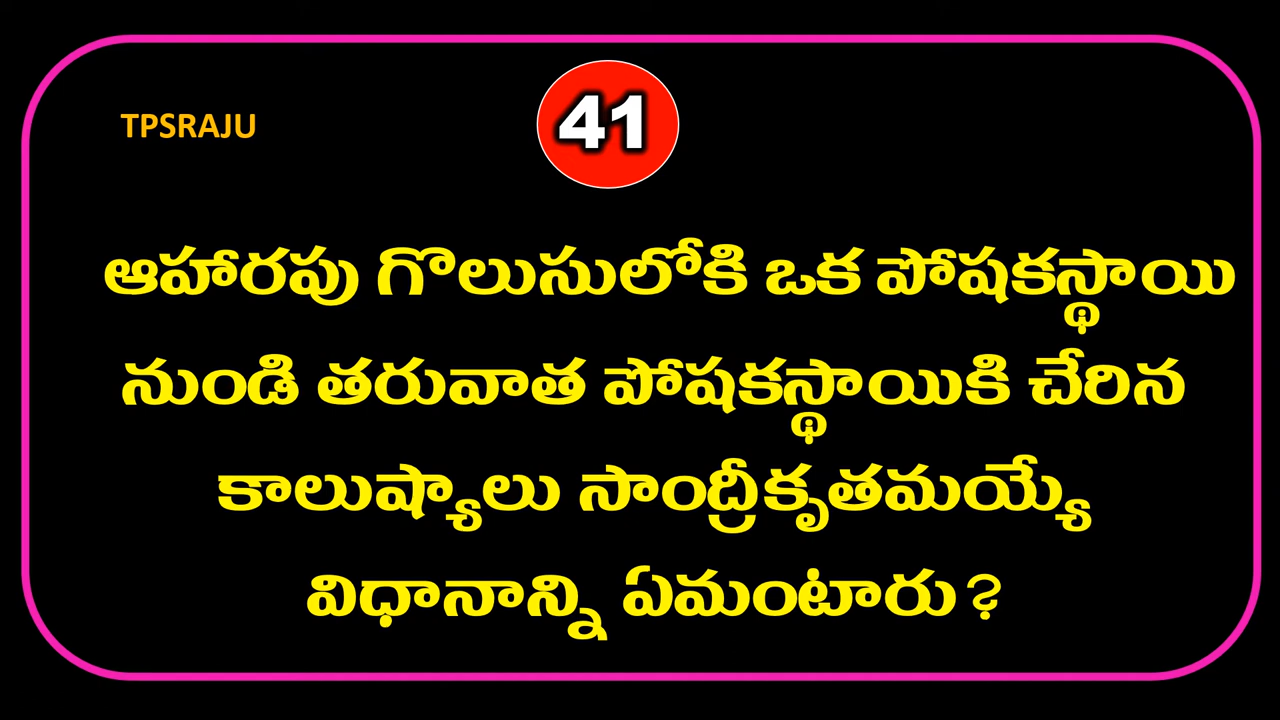 TPSRAJU
41
ఆహారపు గొలుసులోకి ఒక పోషకస్థాయి
నుండి తరువాత పోషకస్థాయికి చేరిన
కాలుష్యాలు సాంద్రీకృతమయ్యే
విధానాన్ని ఏమంటారు?